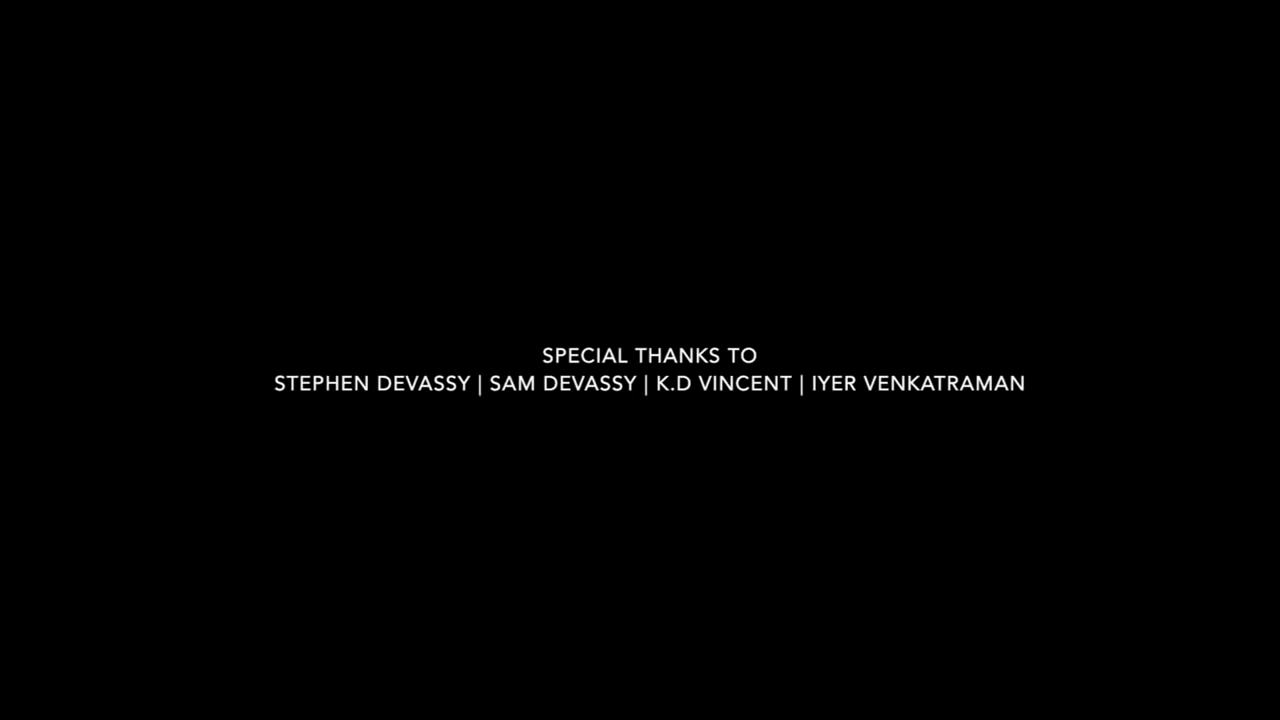 SPECIAL THANKS TO
STEPHEN DEVASSY | SAM DEVASSY | K.D VINCENT | IYER VENKATRAMAN